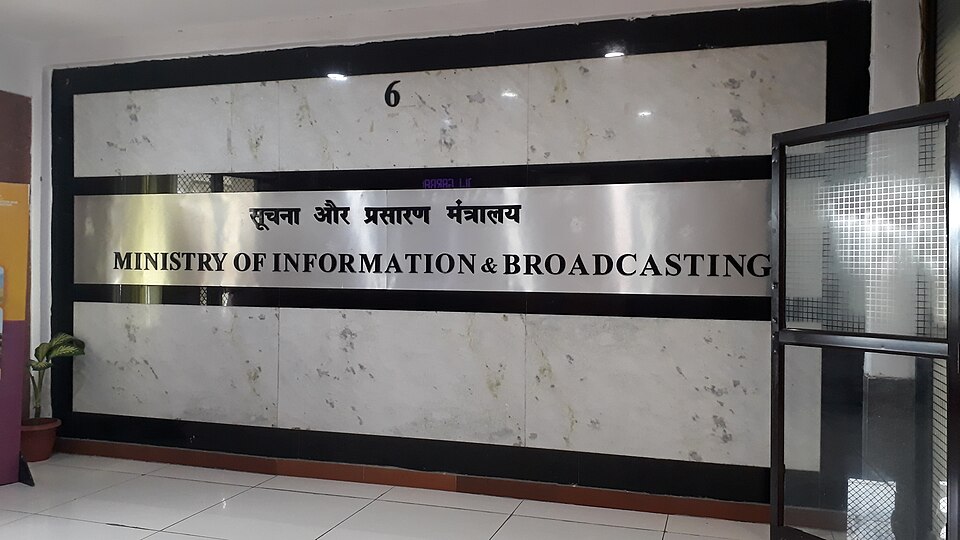 6
सूचना और प्रसारण मंत्रालय
MINISTRY OF INFORMATION & BROADCASTING